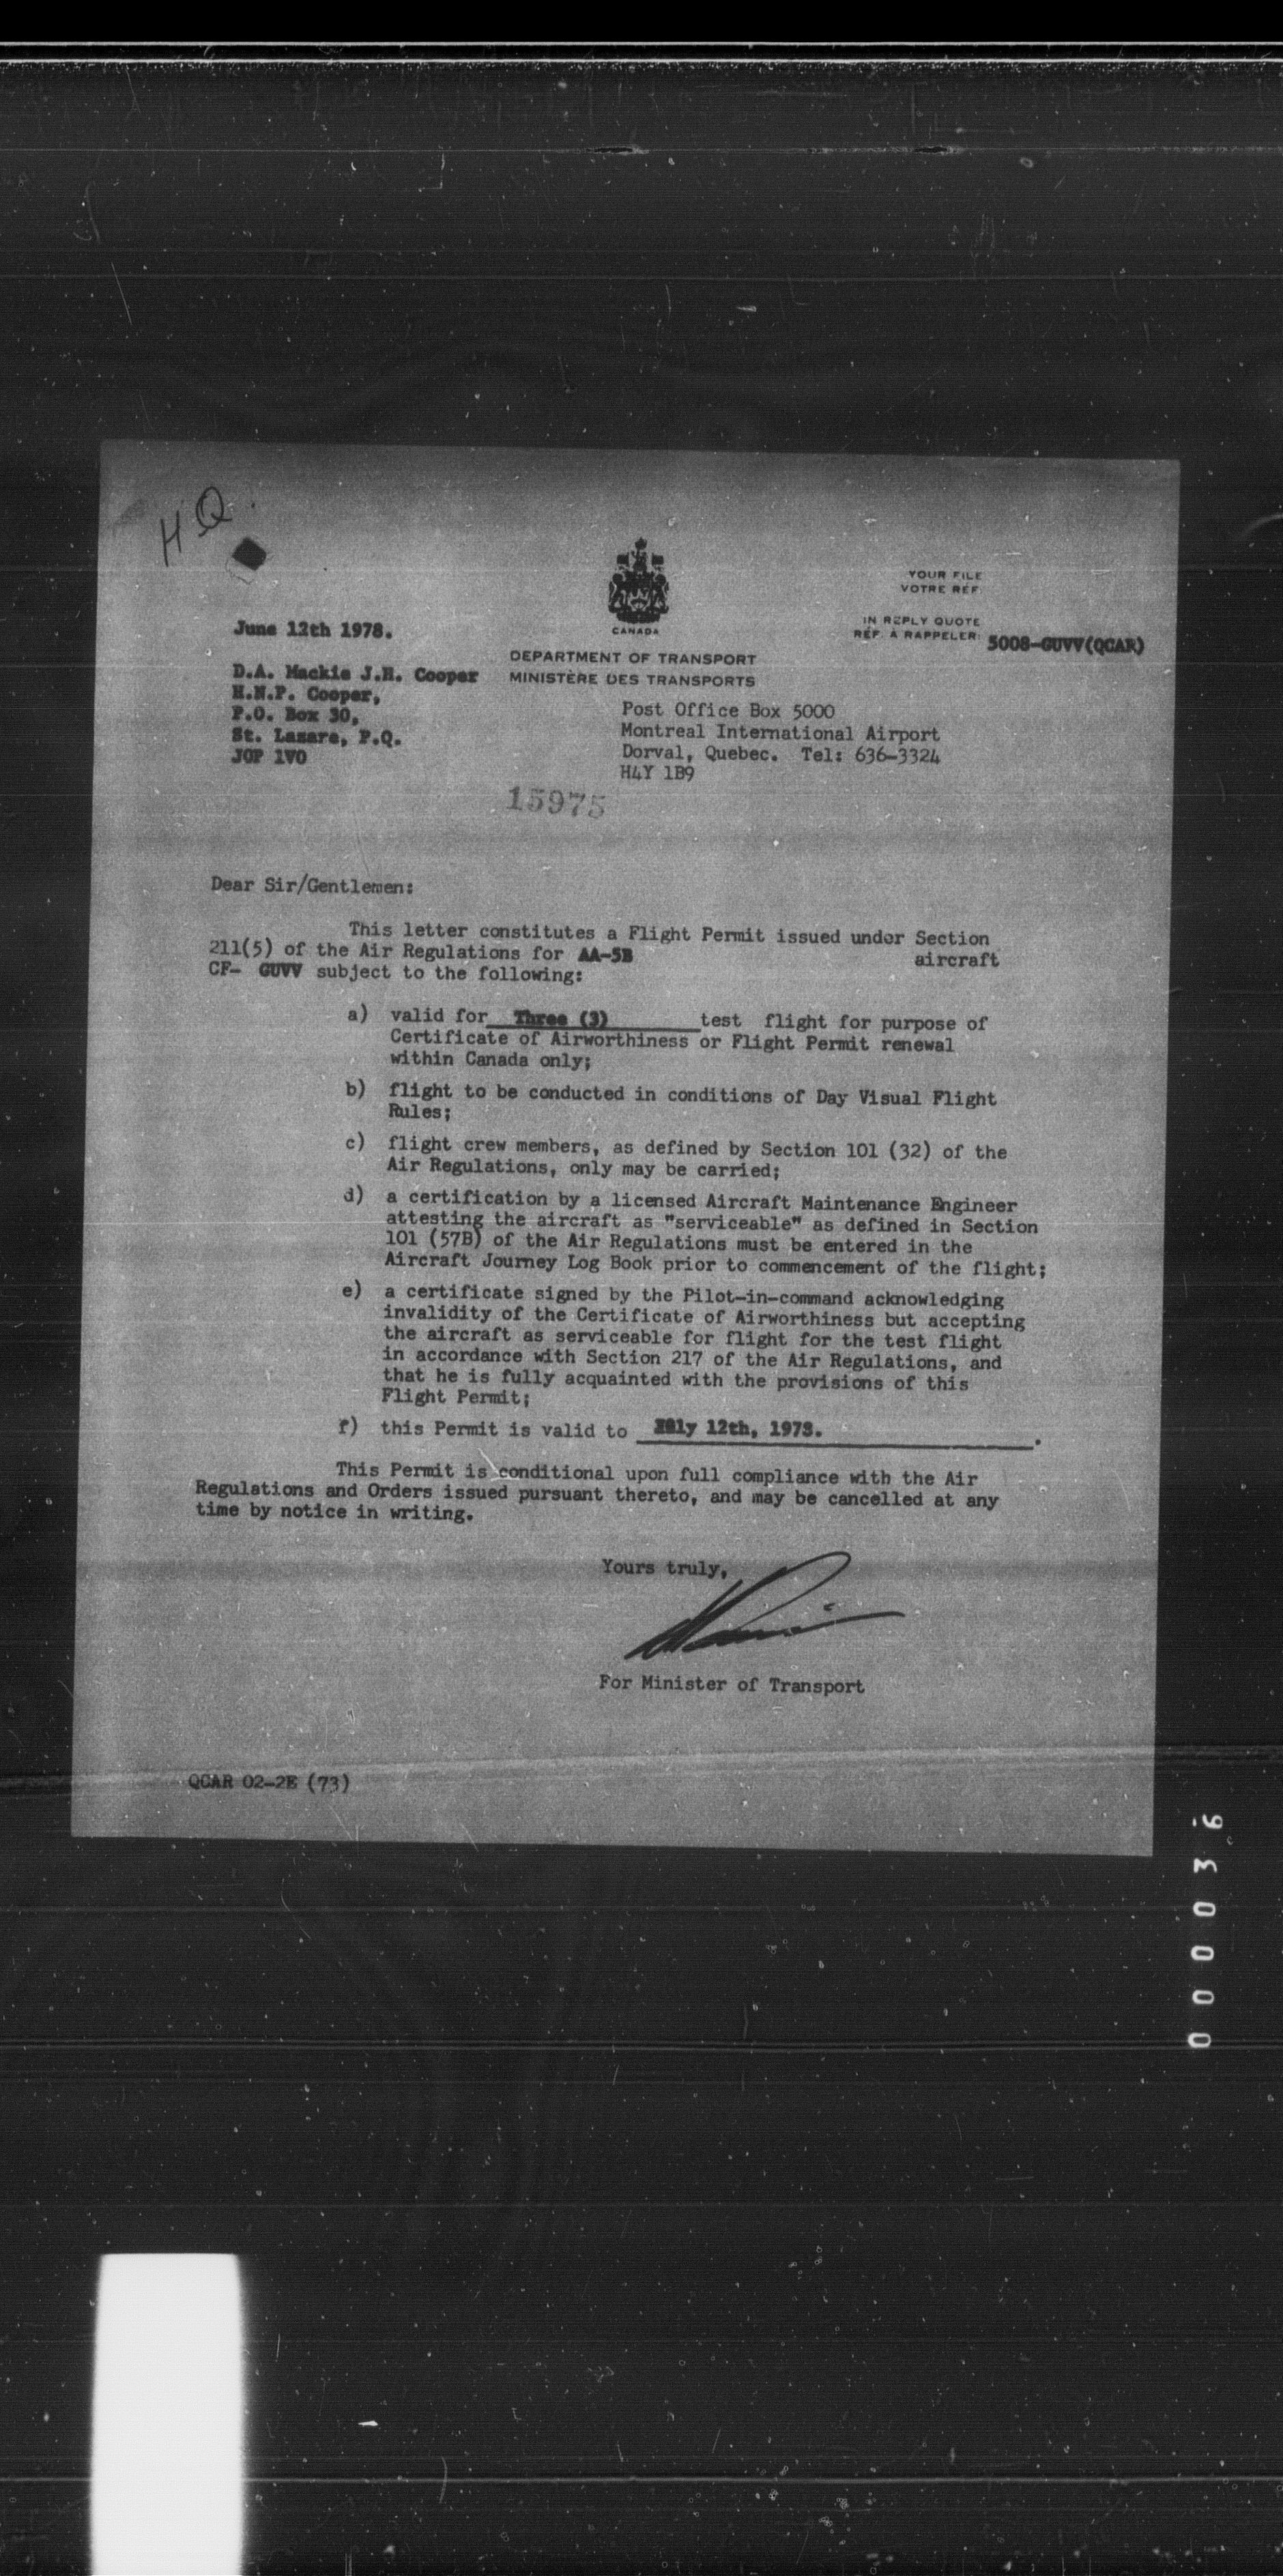 HQ.
CANADA
DEPARTMENT OF TRANSPORT
MINISTÈRE DES TRANSPORTS
YOUR FILE
VOTRE RÉF.
IN REPLY QUOTE
RÉF. À RAPPELER: 5008-GUVV(QCAR)
June 12th 1978.
D.A. Mackie J.H. Cooper
H.N.P. Cooper,
P.O. Box 30,
St. Lazare, P.Q.
J0P 1V0
Post Office Box 5000
Montreal International Airport
Dorval, Quebec. Tel: 636-3324
H4Y 1B9
15975
Dear Sir/Gentlemen:
This letter constitutes a Flight Permit issued under Section
211(5) of the Air Regulations for AA-5B aircraft
CF- GUVV subject to the following:
a) valid for Three (3) test flight for purpose of
Certificate of Airworthiness or Flight Permit renewal
within Canada only;
b) flight to be conducted in conditions of Day Visual Flight
Rules;
c) flight crew members, as defined by Section 101 (32) of the
Air Regulations, only may be carried;
d) a certification by a licensed Aircraft Maintenance Engineer
attesting the aircraft as "serviceable" as defined in Section
101 (57B) of the Air Regulations must be entered in the
Aircraft Journey Log Book prior to commencement of the flight;
e) a certificate signed by the Pilot-in-command acknowledging
invalidity of the Certificate of Airworthiness but accepting
the aircraft as serviceable for flight for the test flight
in accordance with Section 217 of the Air Regulations, and
that he is fully acquainted with the provisions of this
Flight Permit;
f) this Permit is valid to July 12th, 1978.
This Permit is conditional upon full compliance with the Air
Regulations and Orders issued pursuant thereto, and may be cancelled at any
time by notice in writing.
Yours truly,
For Minister of Transport
QCAR 02-2E (73)
000036